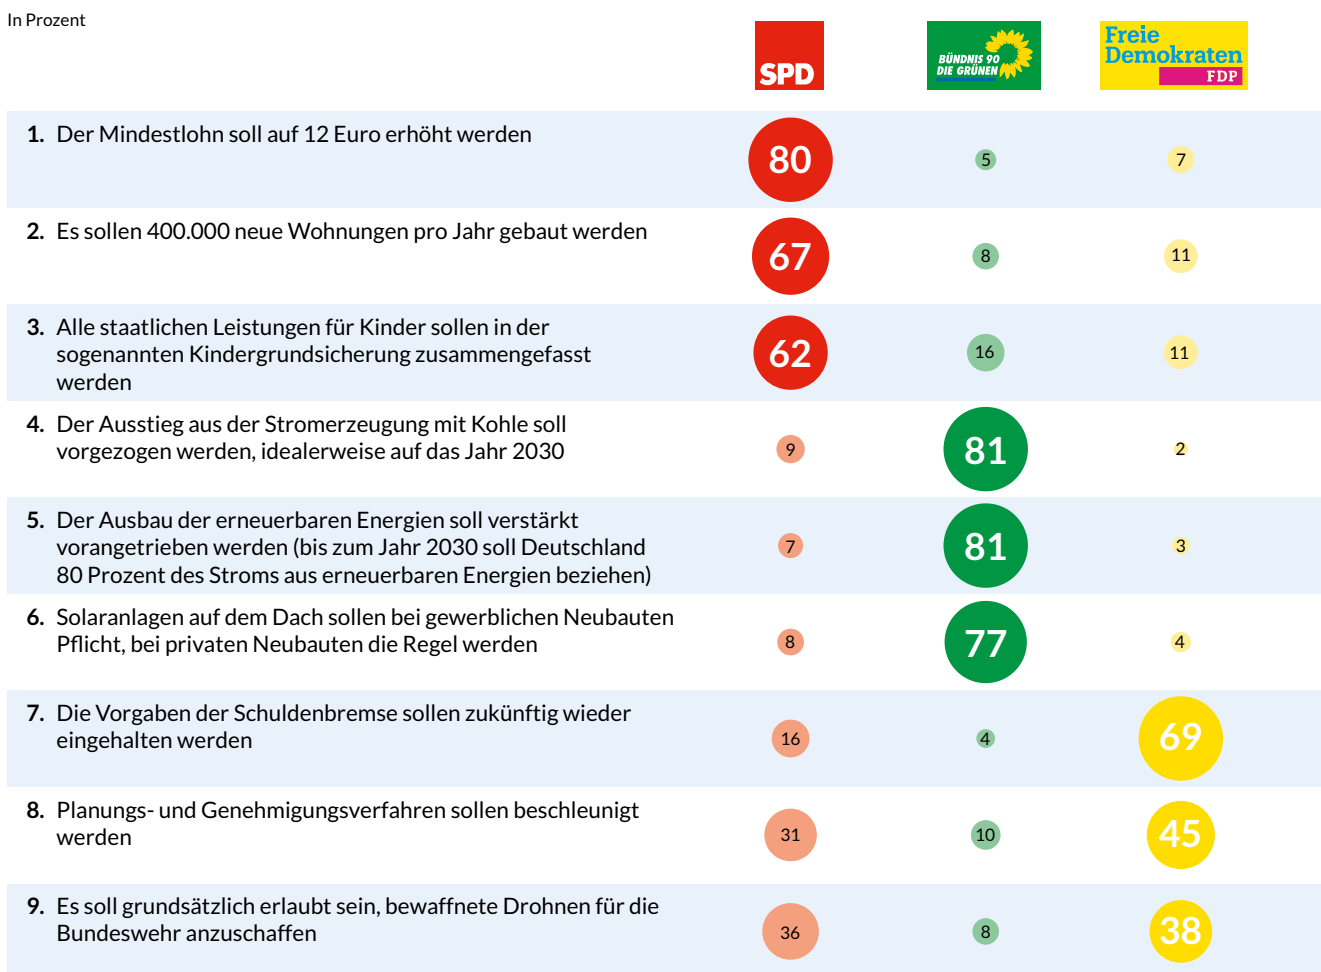 In Prozent
SPD
BÜNDNIS 90
DIE GRÜNEN
Freie
Demokraten
FDP
1. Der Mindestlohn soll auf 12 Euro erhöht werden
80 5 7
2. Es sollen 400.000 neue Wohnungen pro Jahr gebaut werden
67 8 11
3. Alle staatlichen Leistungen für Kinder sollen in der
sogenannten Kindergrundsicherung zusammengefasst
werden
62 16 11
4. Der Ausstieg aus der Stromerzeugung mit Kohle soll
vorgezogen werden, idealerweise auf das Jahr 2030
9 81 2
5. Der Ausbau der erneuerbaren Energien soll verstärkt
vorangetrieben werden (bis zum Jahr 2030 soll Deutschland
80 Prozent des Stroms aus erneuerbaren Energien beziehen)
7 81 3
6. Solaranlagen auf dem Dach sollen bei gewerblichen Neubauten
Pflicht, bei privaten Neubauten die Regel werden
8 77 4
7. Die Vorgaben der Schuldenbremse sollen zukünftig wieder
eingehalten werden
16 4 69
8. Planungs- und Genehmigungsverfahren sollen beschleunigt
werden
31 10 45
9. Es soll grundsätzlich erlaubt sein, bewaffnete Drohnen für die
Bundeswehr anzuschaffen
36 8 38